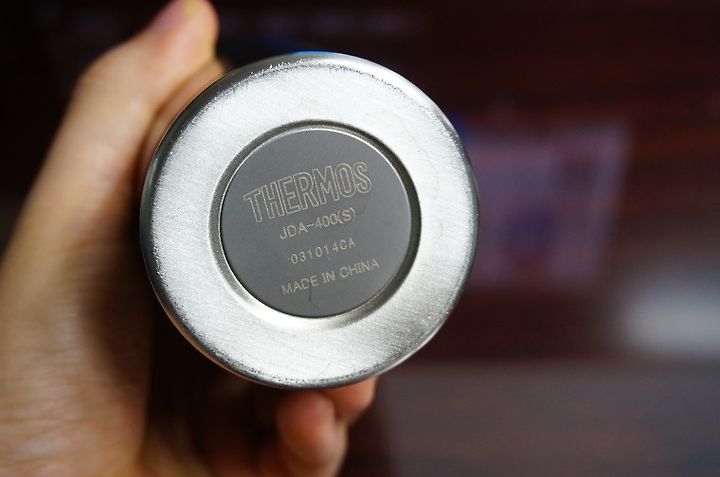 THERMOS
JDA-400(S)
031014CA
MADE IN CHINA